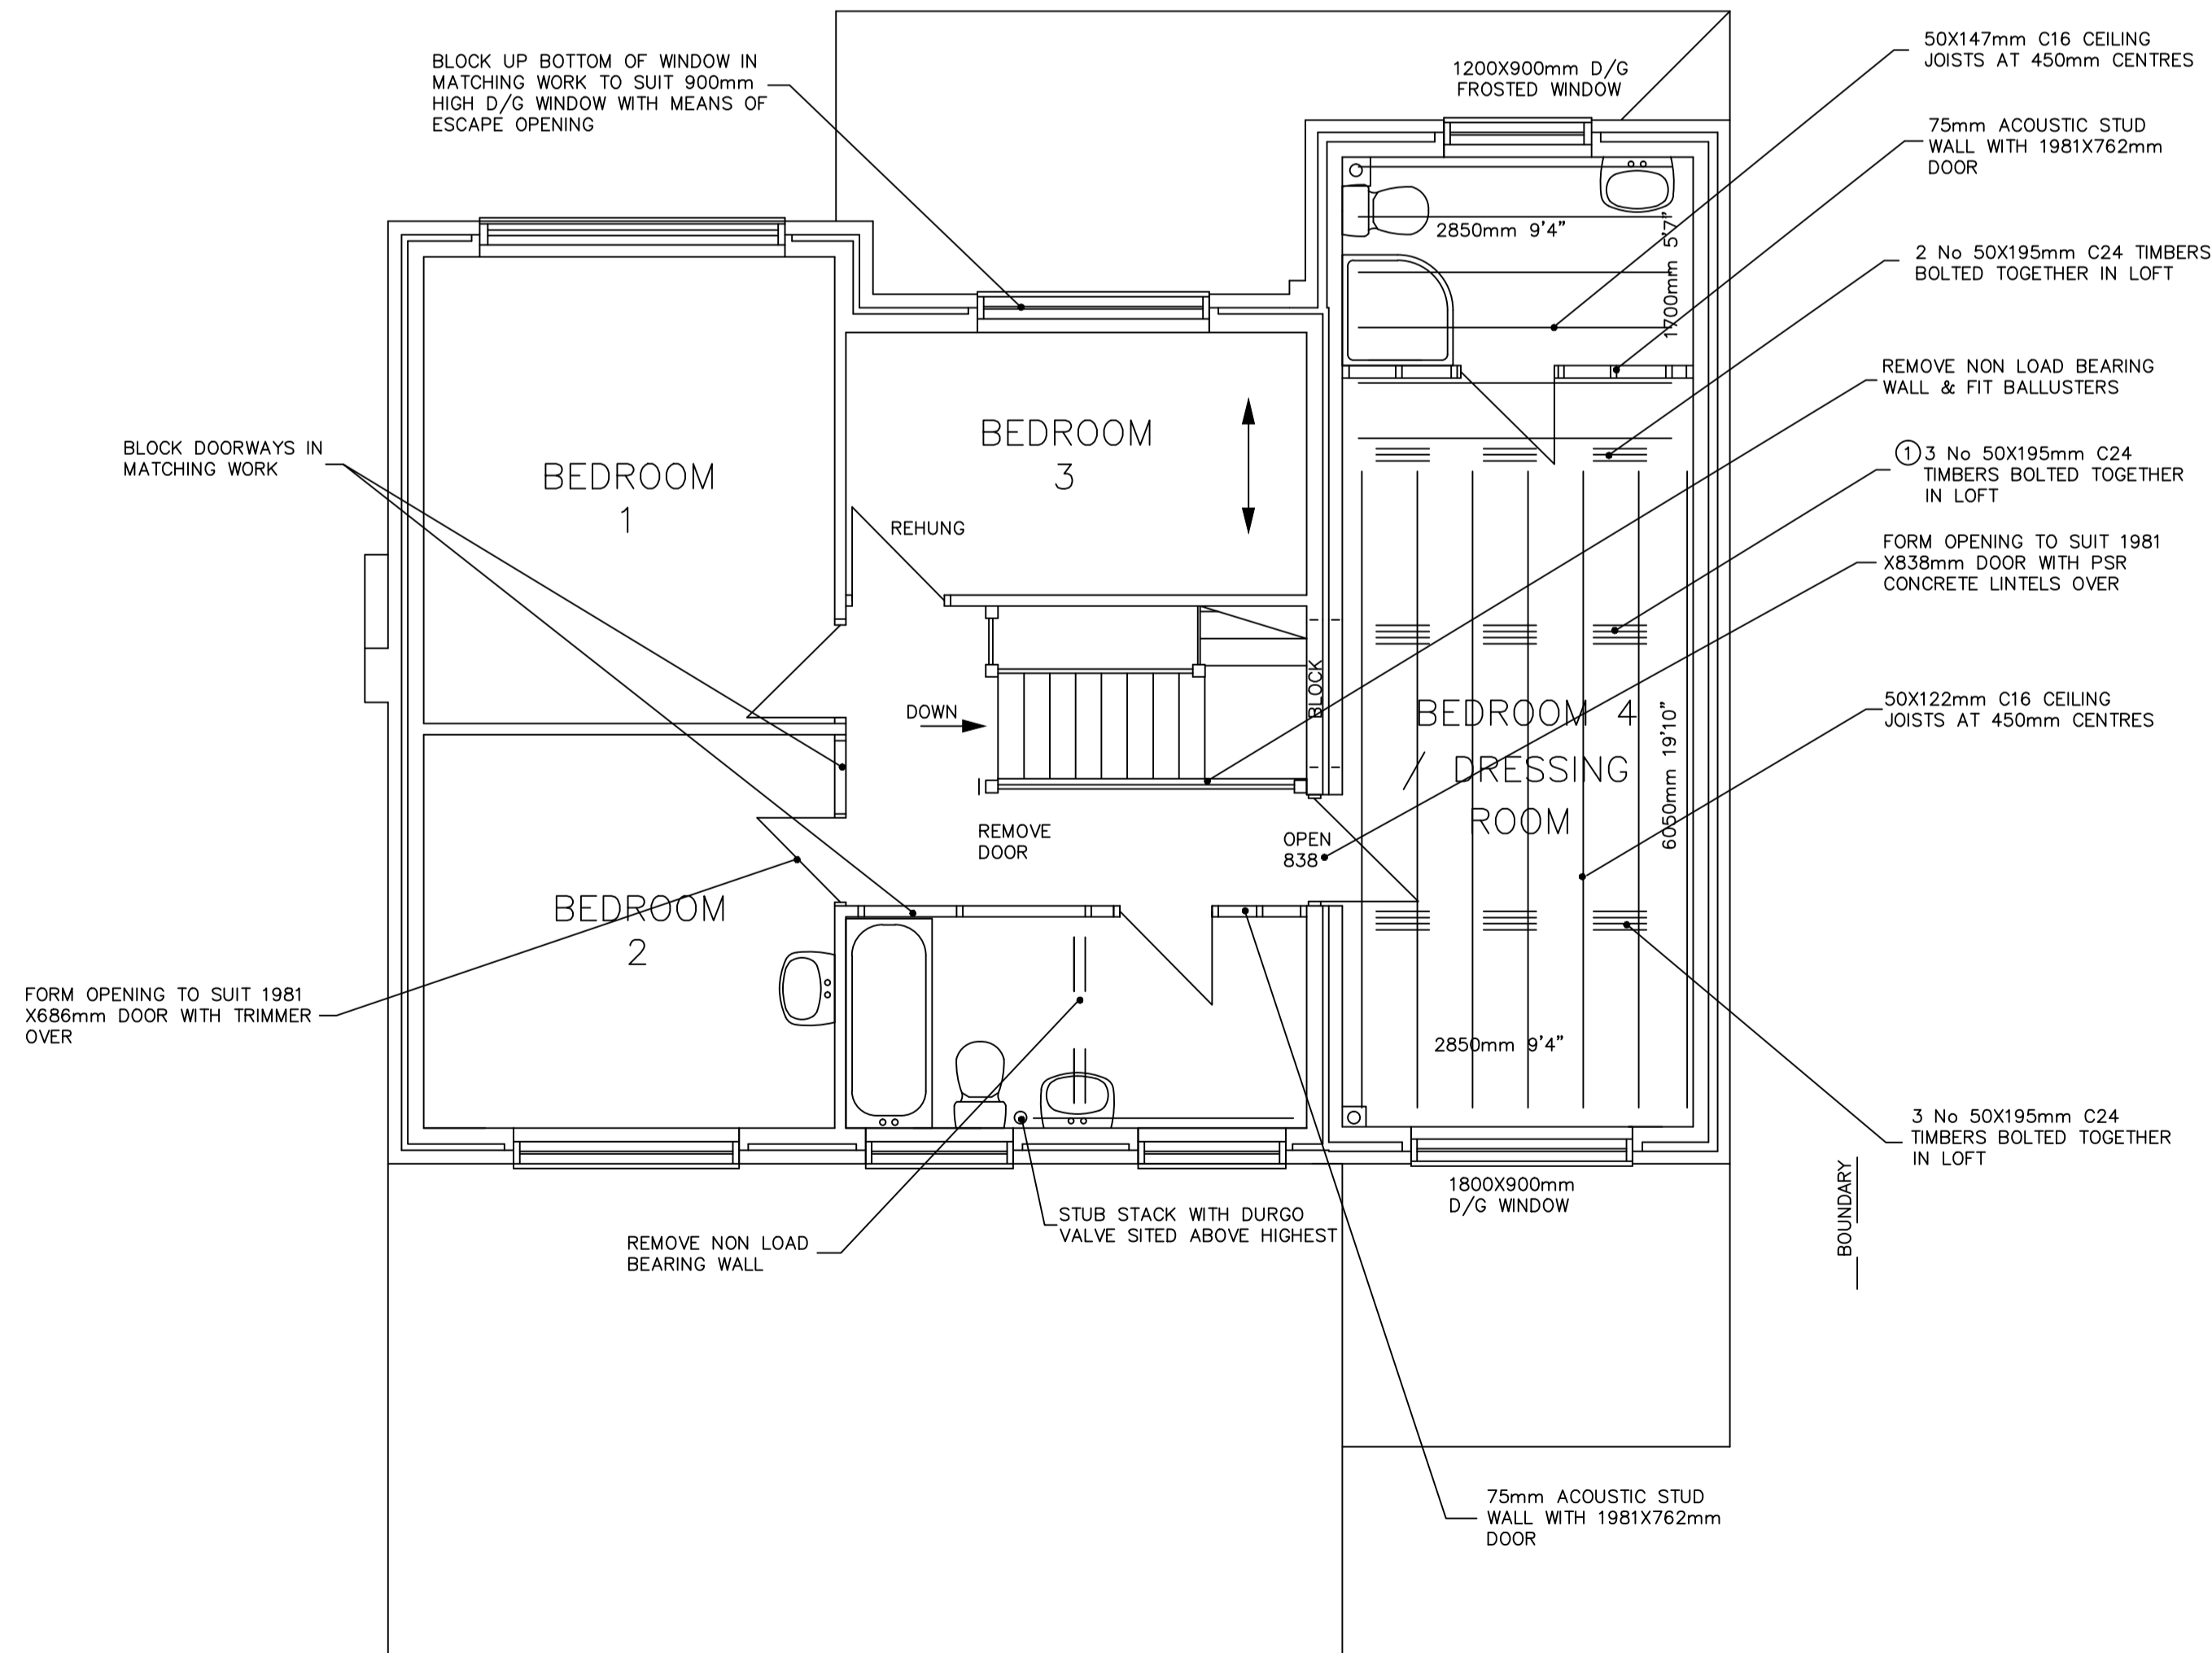 BLOCK UP BOTTOM OF WINDOW IN
MATCHING WORK TO SUIT 900mm
HIGH D/G WINDOW WITH MEANS OF
ESCAPE OPENING
1200X900mm D/G
FROSTED WINDOW
50X147mm C16 CEILING
JOISTS AT 450mm CENTRES
75mm ACOUSTIC STUD
WALL WITH 1981X762mm
DOOR
2850mm 9'4"
1700mm 5'7"
2 No 50X195mm C24 TIMBERS
BOLTED TOGETHER IN LOFT
REMOVE NON LOAD BEARING
WALL & FIT BALLUSTERS
BLOCK DOORWAYS IN
MATCHING WORK
BEDROOM
1
BEDROOM
3
REHUNG
1 3 No 50X195mm C24
TIMBERS BOLTED TOGETHER
IN LOFT
FORM OPENING TO SUIT 1981
X838mm DOOR WITH PSR
CONCRETE LINTELS OVER
DOWN
BLOCK
BEDROOM 4
/ DRESSING
ROOM
6050mm 19'10"
50X122mm C16 CEILING
JOISTS AT 450mm CENTRES
REMOVE
DOOR
OPEN
838
BEDROOM
2
FORM OPENING TO SUIT 1981
X686mm DOOR WITH TRIMMER
OVER
2850mm 9'4"
3 No 50X195mm C24
TIMBERS BOLTED TOGETHER
IN LOFT
1800X900mm
D/G WINDOW
BOUNDARY
STUB STACK WITH DURGO
VALVE SITED ABOVE HIGHEST
REMOVE NON LOAD
BEARING WALL
75mm ACOUSTIC STUD
WALL WITH 1981X762mm
DOOR